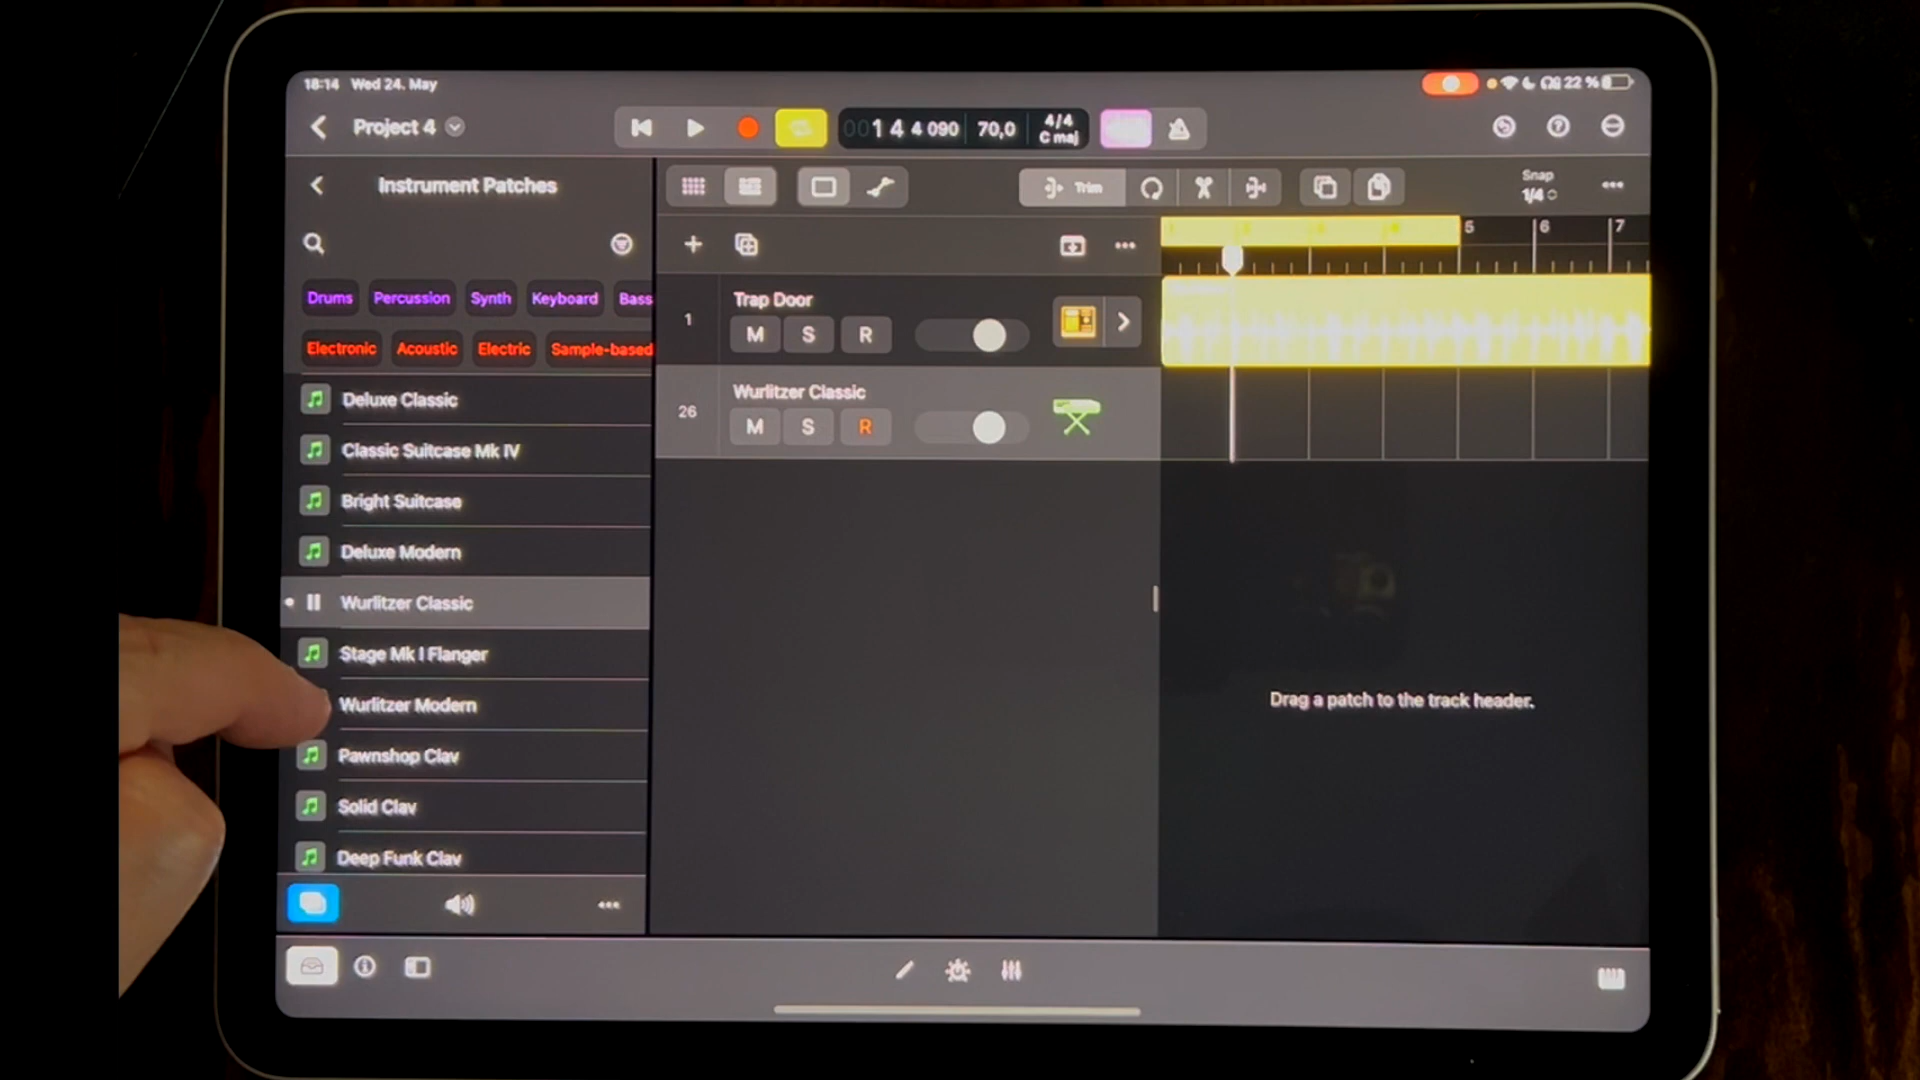 18:14 Wed 24. May
22 %
Project 4
001 4 4 090 70,0 4/4 C maj
Instrument Patches
Trim
Snap
1/4
5 6 7
Drums Percussion Synth Keyboard Bass
Electronic Acoustic Electric Sample-based
1 Trap Door
M S R
26 Wurlitzer Classic
M S R
Deluxe Classic
Classic Suitcase Mk IV
Bright Suitcase
Deluxe Modern
Wurlitzer Classic
Stage Mk I Flanger
Wurlitzer Modern
Pawnshop Clav
Solid Clav
Deep Funk Clav
Drag a patch to the track header.